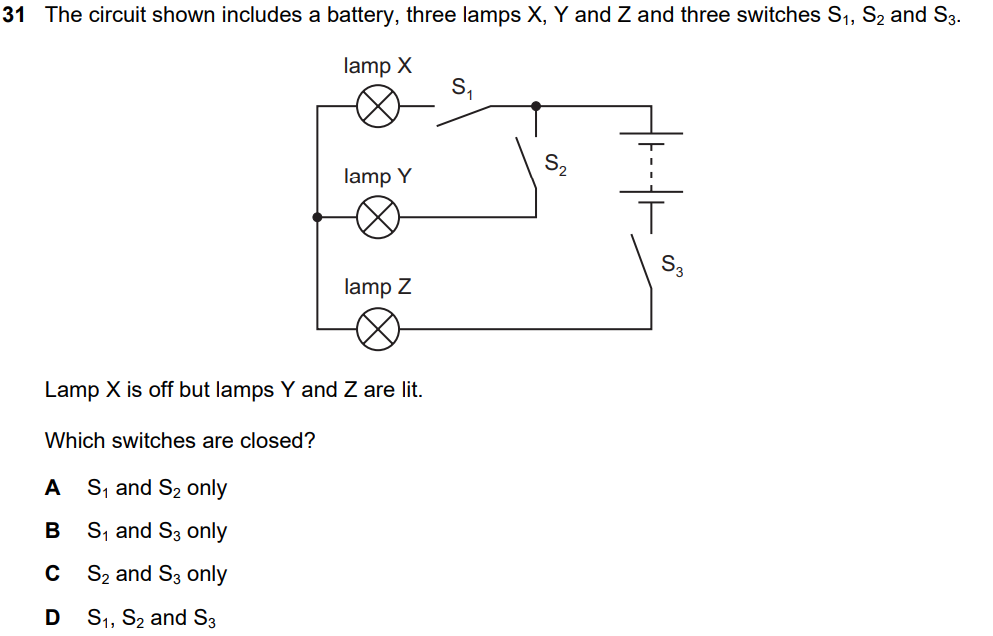 31 The circuit shown includes a battery, three lamps X, Y and Z and three switches S₁, S₂ and S₃.
lamp X
S₁
S₂
lamp Y
S₃
lamp Z
Lamp X is off but lamps Y and Z are lit.
Which switches are closed?
A S₁ and S₂ only
B S₁ and S₃ only
C S₂ and S₃ only
D S₁, S₂ and S₃